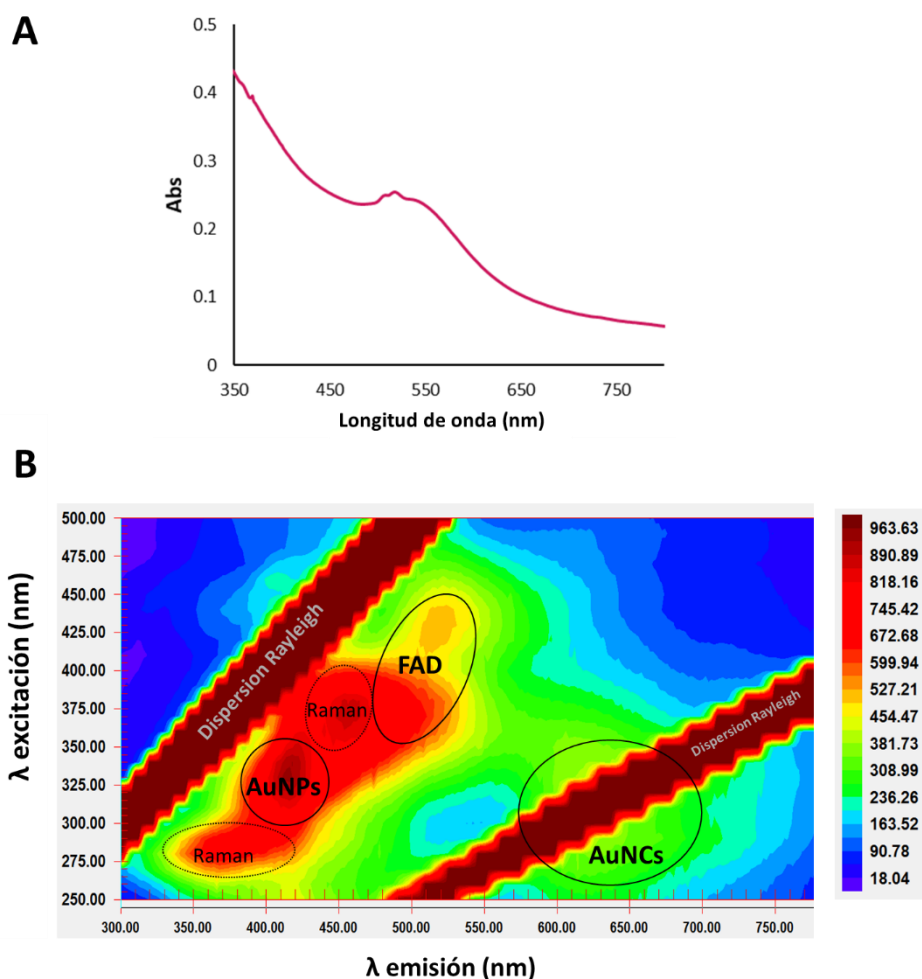 A
0.5
0.4
0.3
0.2
0.1
0
Abs
350 450 550 650 750
Longitud de onda (nm)
B
500.00
475.00
450.00
425.00
400.00
375.00
350.00
325.00
300.00
275.00
250.00
λ excitación (nm)
Dispersion Rayleigh
FAD
Raman
Dispersion Rayleigh
AuNPs
Raman
AuNCs
300.00 350.00 400.00 450.00 500.00 550.00 600.00 650.00 700.00 750.00
λ emisión (nm)
963.63
890.89
818.16
745.42
672.68
599.94
527.21
454.47
381.73
308.99
236.26
163.52
90.78
18.04